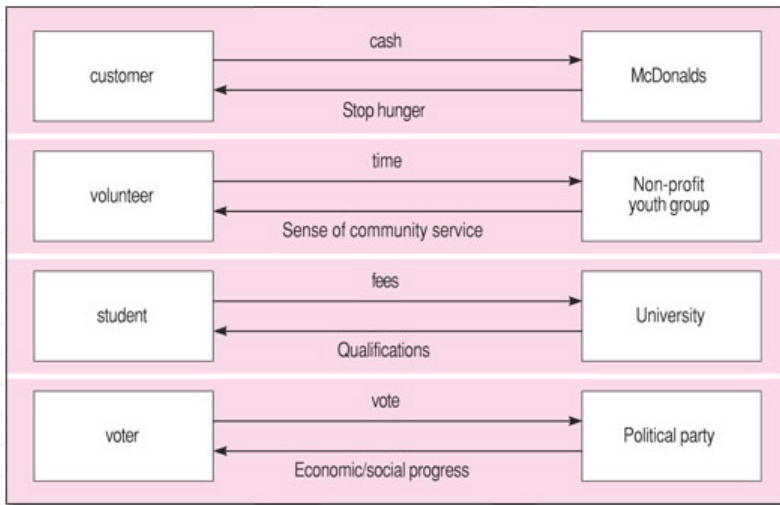 cash
customer
McDonalds
Stop hunger
time
volunteer
Non-profit
youth group
Sense of community service
fees
student
University
Qualifications
vote
voter
Political party
Economic/social progress